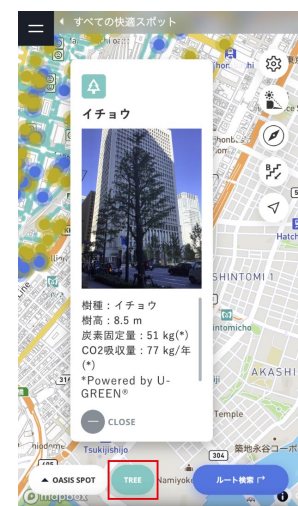 すべての快適スポット
イチョウ
樹種：イチョウ
樹高：8.5 m
炭素固定量：51 kg(*)
CO2吸収量：77 kg/年
(*)
*Powered by U-
GREEN®
CLOSE
SHINTOMI 1
AKASHI
Temple
Tsukijishijo
304
築地永谷コーポ
OASIS SPOT
TREE
Namiyok
ルート検索
mapbox